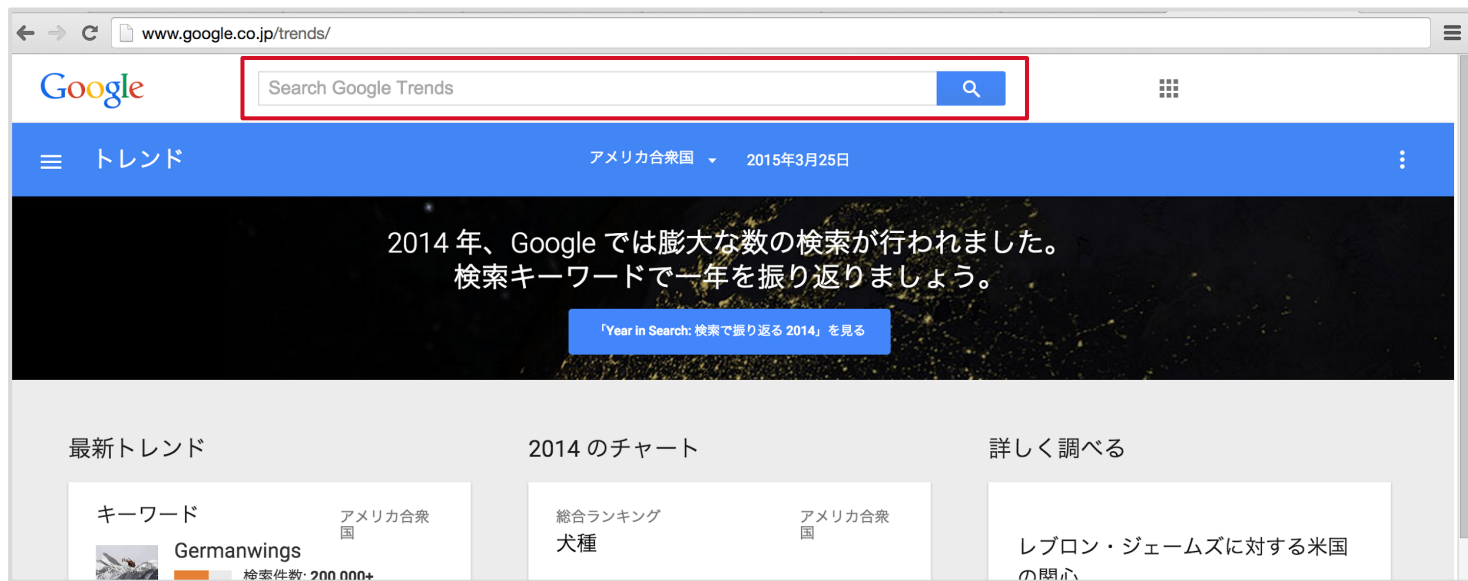 www.google.co.jp/trends/
Google
Search Google Trends
トレンド
アメリカ合衆国
2015年3月25日
2014 年、Google では膨大な数の検索が行われました。
検索キーワードで一年を振り返りましょう。
「Year in Search: 検索で振り返る 2014」を見る
最新トレンド
キーワード
アメリカ合衆
国
Germanwings
検索件数: 200,000+
2014 のチャート
総合ランキング
アメリカ合衆
国
犬種
詳しく調べる
レブロン・ジェームズに対する米国
の関心